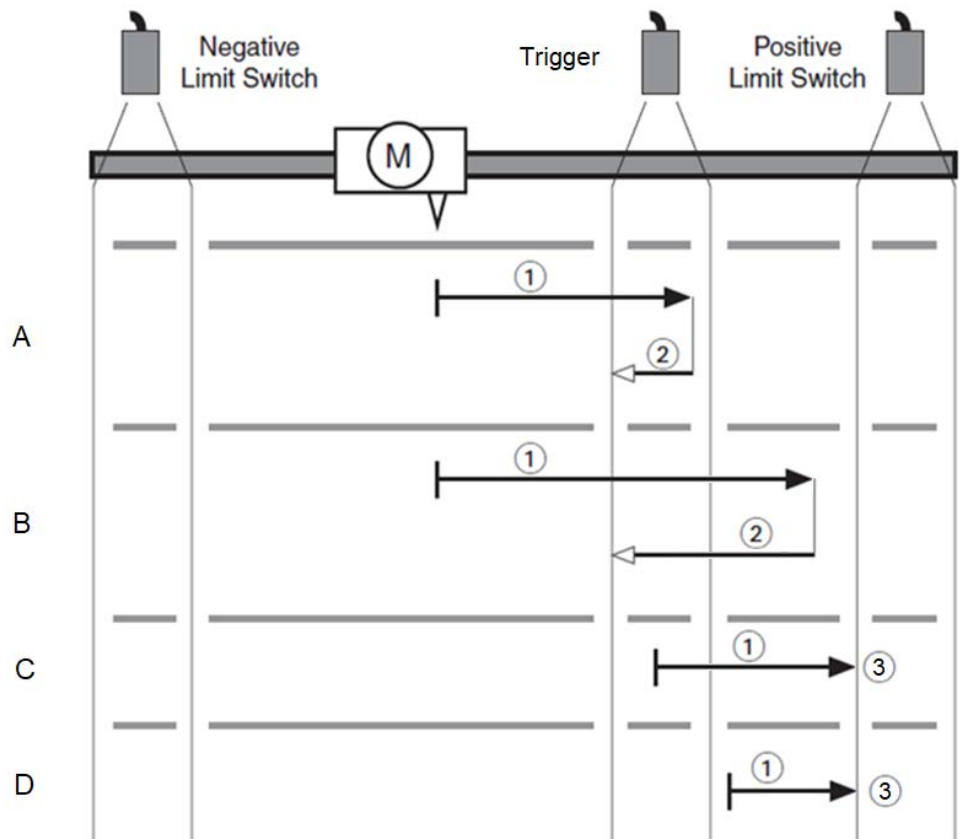 Negative
Limit Switch
Trigger
Positive
Limit Switch
M
1
A
2
1
B
2
1
C
3
1
D
3